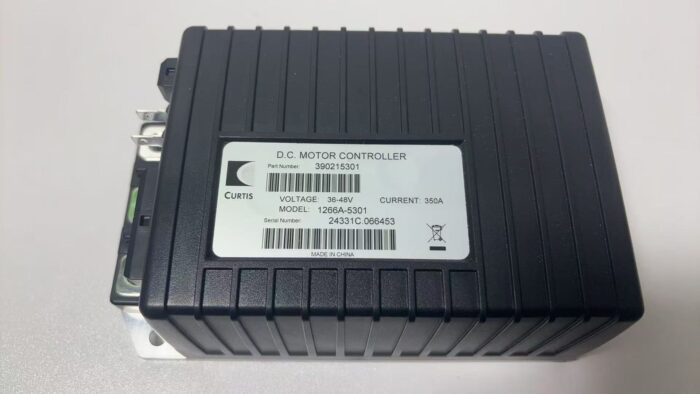 D.C. MOTOR CONTROLLER
Part Number: 390215301
CURTIS
VOLTAGE: 36-48V CURRENT: 350A
MODEL: 1266A-5301
Serial Number: 24331C.066453
MADE IN CHINA